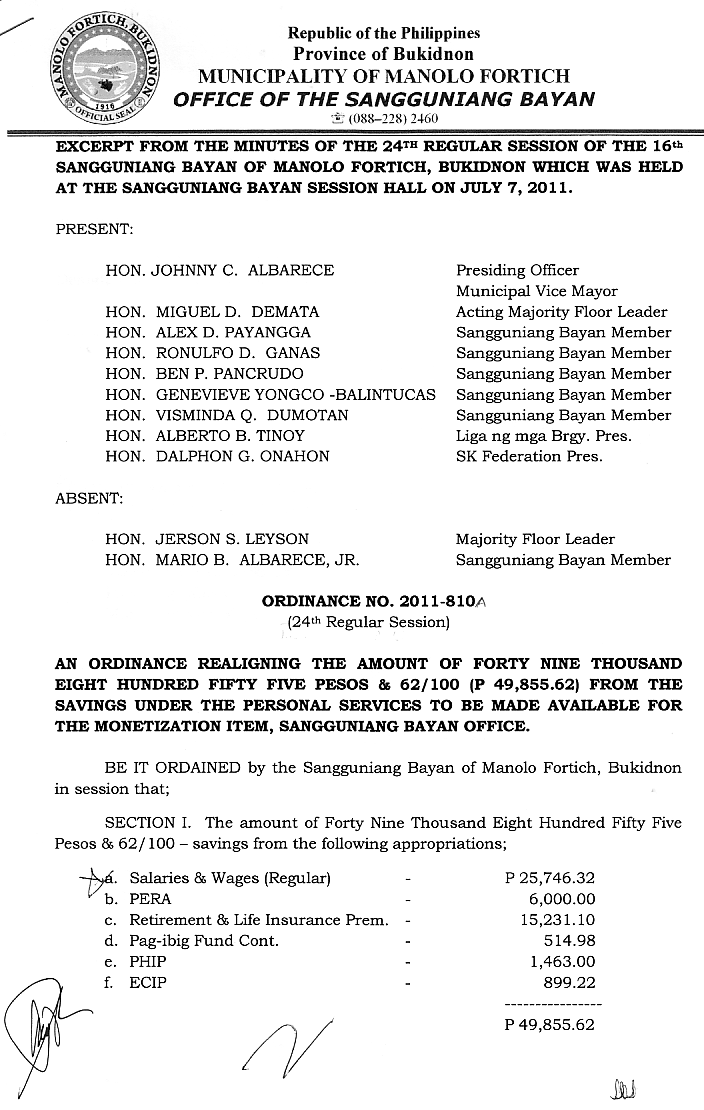 MANOLO FORTICH, BUKIDNON
1916
OFFICIAL SEAL
Republic of the Philippines
Province of Bukidnon
MUNICIPALITY OF MANOLO FORTICH
OFFICE OF THE SANGGUNIANG BAYAN
☏ (088–228) 2460
EXCERPT FROM THE MINUTES OF THE 24TH REGULAR SESSION OF THE 16th
SANGGUNIANG BAYAN OF MANOLO FORTICH, BUKIDNON WHICH WAS HELD
AT THE SANGGUNIANG BAYAN SESSION HALL ON JULY 7, 2011.
PRESENT:
HON. JOHNNY C. ALBARECE Presiding Officer
Municipal Vice Mayor
HON. MIGUEL D. DEMATA Acting Majority Floor Leader
HON. ALEX D. PAYANGGA Sangguniang Bayan Member
HON. RONULFO D. GANAS Sangguniang Bayan Member
HON. BEN P. PANCRUDO Sangguniang Bayan Member
HON. GENEVIEVE YONGCO -BALINTUCAS Sangguniang Bayan Member
HON. VISMINDA Q. DUMOTAN Sangguniang Bayan Member
HON. ALBERTO B. TINOY Liga ng mga Brgy. Pres.
HON. DALPHON G. ONAHON SK Federation Pres.
ABSENT:
HON. JERSON S. LEYSON Majority Floor Leader
HON. MARIO B. ALBARECE, JR. Sangguniang Bayan Member
ORDINANCE NO. 2011-810A
(24th Regular Session)
AN ORDINANCE REALIGNING THE AMOUNT OF FORTY NINE THOUSAND
EIGHT HUNDRED FIFTY FIVE PESOS & 62/100 (P 49,855.62) FROM THE
SAVINGS UNDER THE PERSONAL SERVICES TO BE MADE AVAILABLE FOR
THE MONETIZATION ITEM, SANGGUNIANG BAYAN OFFICE.
BE IT ORDAINED by the Sangguniang Bayan of Manolo Fortich, Bukidnon
in session that;
SECTION I. The amount of Forty Nine Thousand Eight Hundred Fifty Five
Pesos & 62/100 – savings from the following appropriations;
a. Salaries & Wages (Regular) - P 25,746.32
b. PERA - 6,000.00
c. Retirement & Life Insurance Prem. - 15,231.10
d. Pag-ibig Fund Cont. - 514.98
e. PHIP - 1,463.00
f. ECIP - 899.22
----------------
P 49,855.62